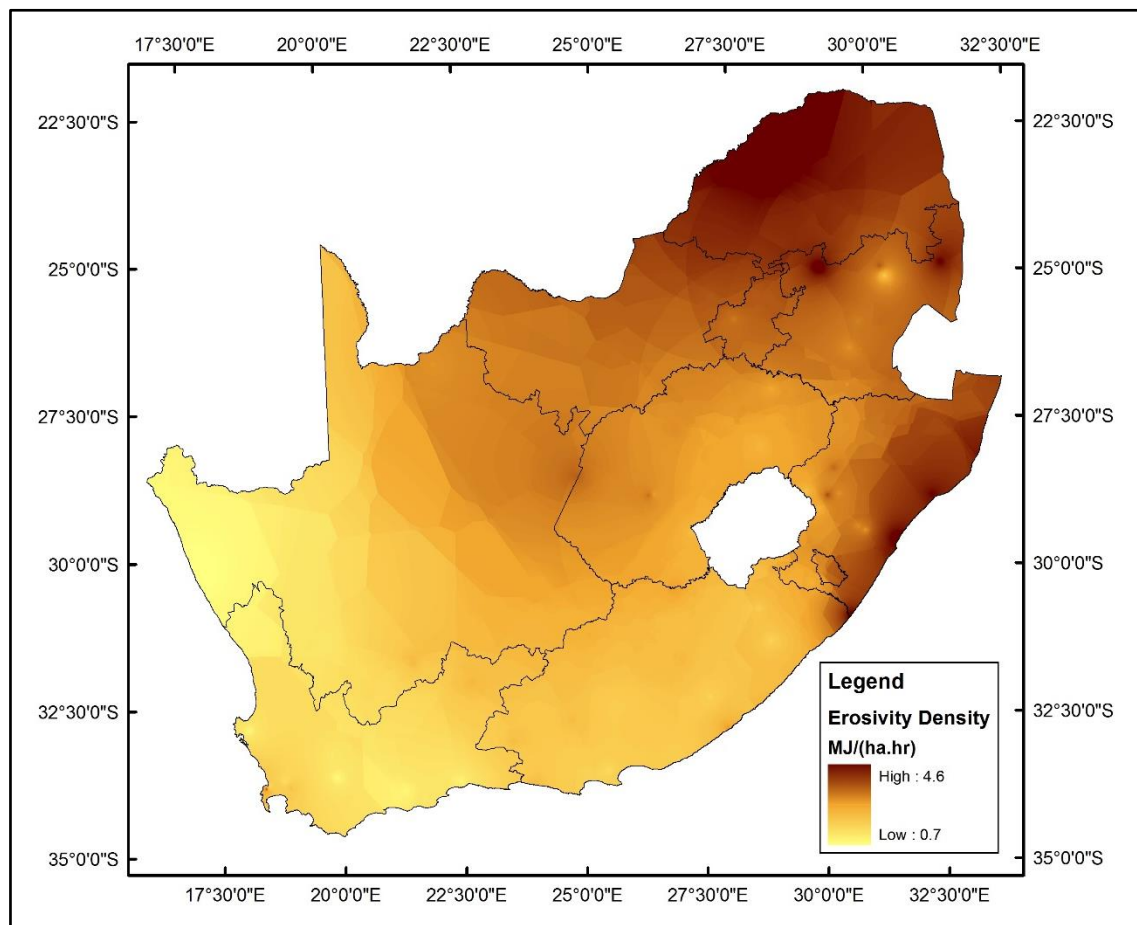 17°30'0"E 20°0'0"E 22°30'0"E 25°0'0"E 27°30'0"E 30°0'0"E 32°30'0"E
22°30'0"S 22°30'0"S
25°0'0"S 25°0'0"S
27°30'0"S 27°30'0"S
30°0'0"S 30°0'0"S
32°30'0"S 32°30'0"S
35°0'0"S 35°0'0"S
17°30'0"E 20°0'0"E 22°30'0"E 25°0'0"E 27°30'0"E 30°0'0"E 32°30'0"E
Legend
Erosivity Density
MJ/(ha.hr)
High : 4.6
Low : 0.7